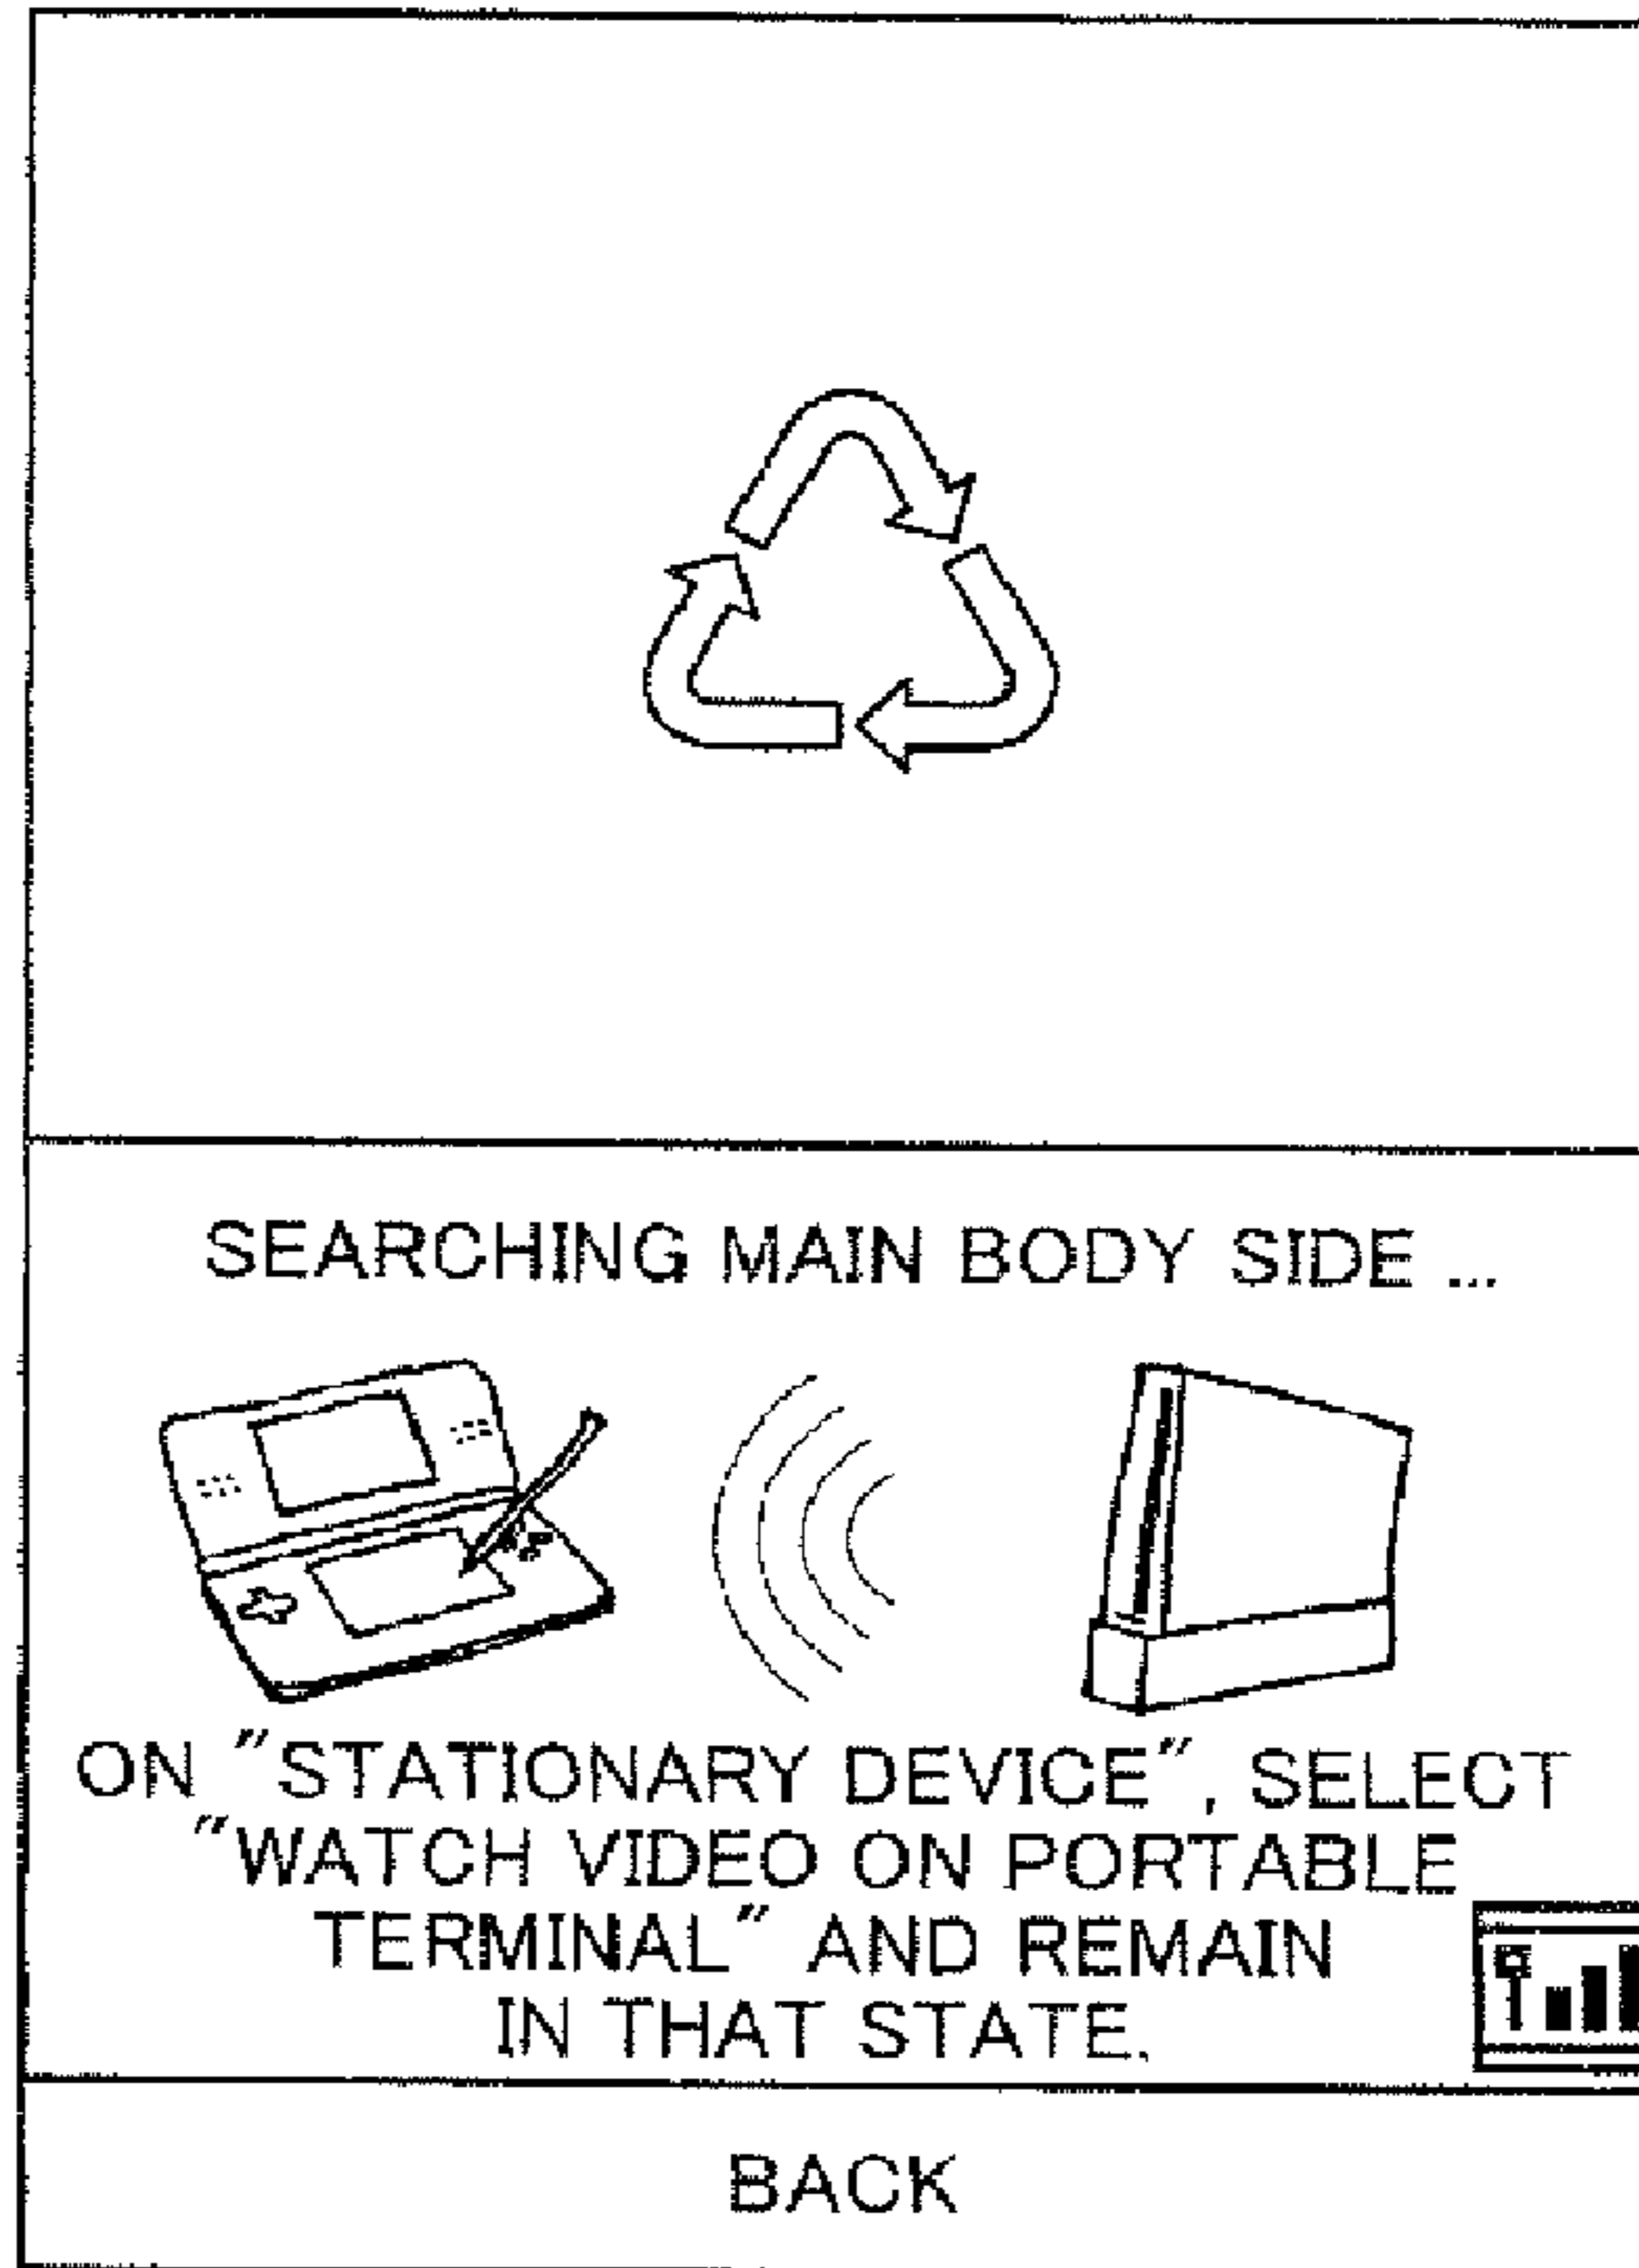 SEARCHING MAIN BODY SIDE ...
ON "STATIONARY DEVICE", SELECT
"WATCH VIDEO ON PORTABLE
TERMINAL" AND REMAIN
IN THAT STATE.
BACK